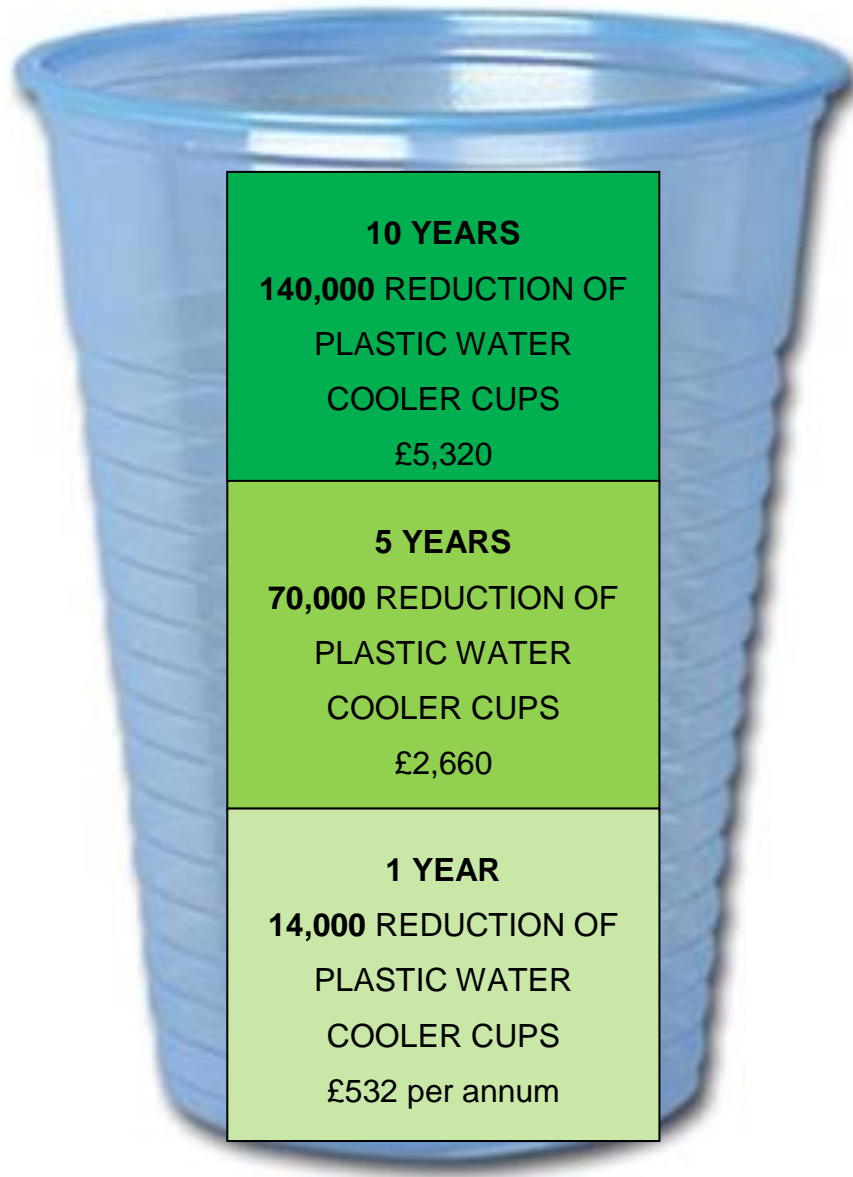 10 YEARS
140,000 REDUCTION OF
PLASTIC WATER
COOLER CUPS
£5,320
5 YEARS
70,000 REDUCTION OF
PLASTIC WATER
COOLER CUPS
£2,660
1 YEAR
14,000 REDUCTION OF
PLASTIC WATER
COOLER CUPS
£532 per annum